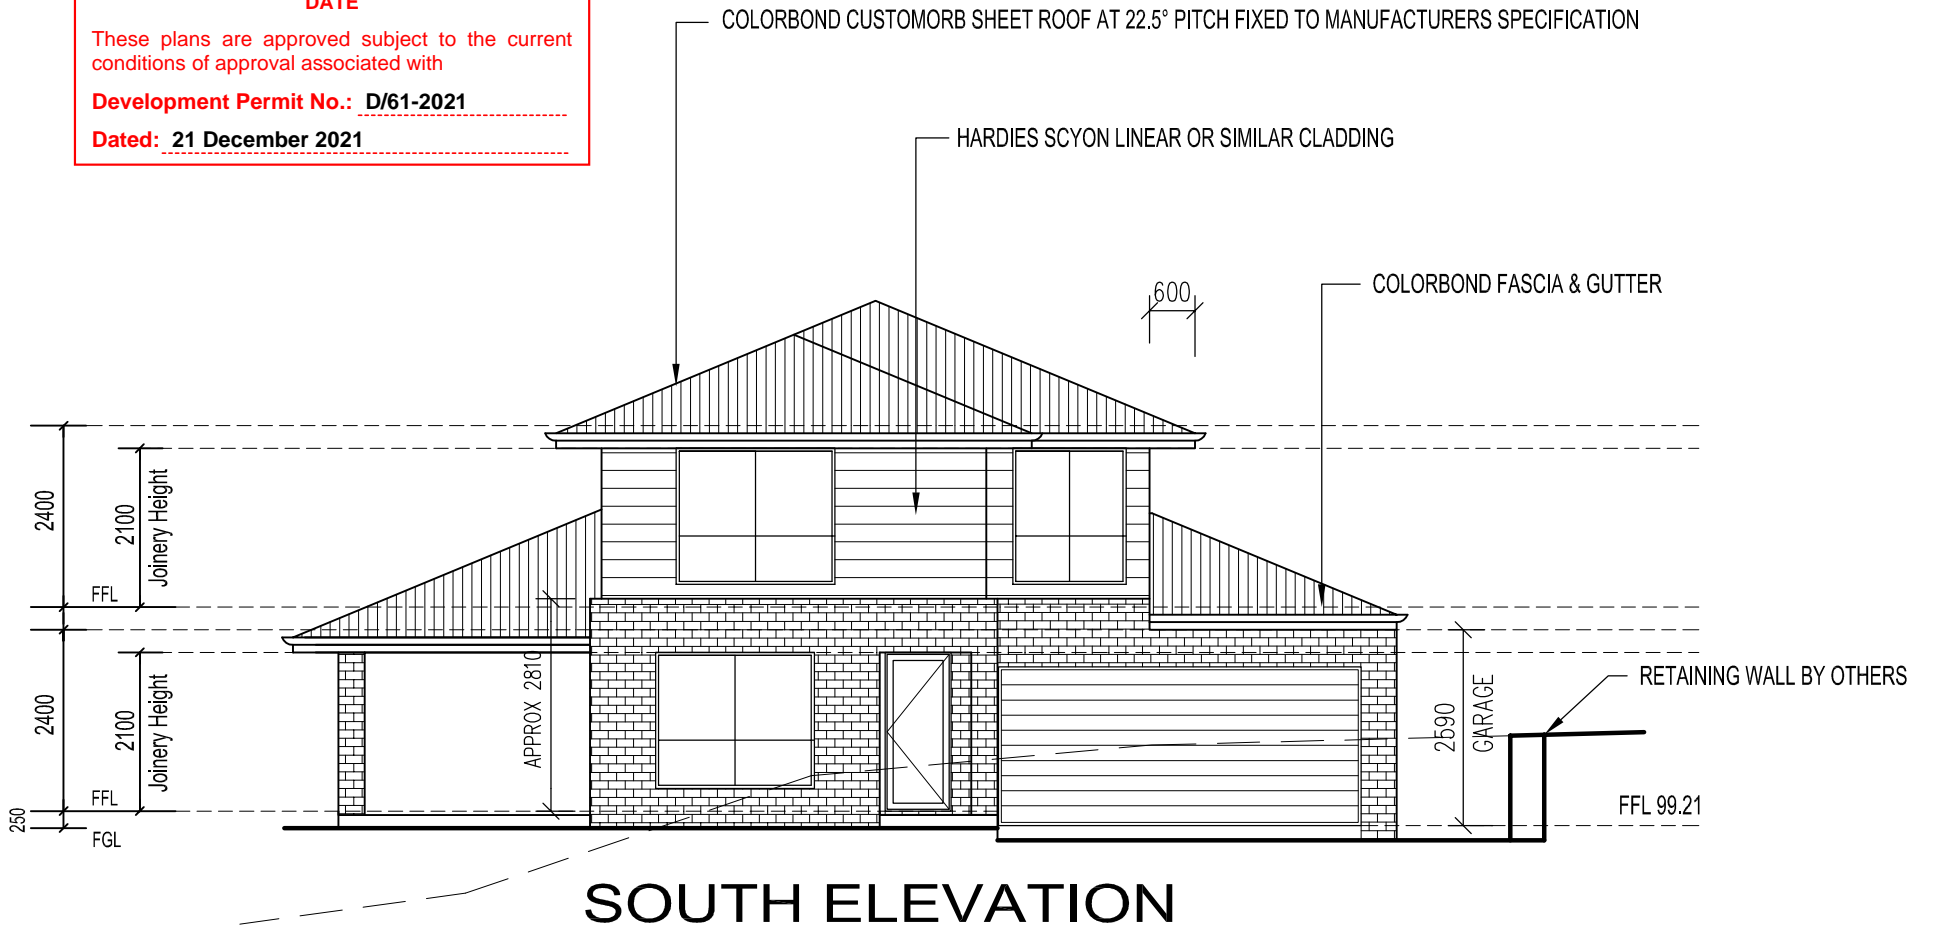 DATE
These plans are approved subject to the current
conditions of approval associated with
Development Permit No.: D/61-2021
Dated: 21 December 2021
COLORBOND CUSTOMORB SHEET ROOF AT 22.5° PITCH FIXED TO MANUFACTURERS SPECIFICATION
HARDIES SCYON LINEAR OR SIMILAR CLADDING
600
COLORBOND FASCIA & GUTTER
2400
2100
Joinery Height
FFL
2400
2100
Joinery Height
FFL
250
FGL
APPROX 2810
2590
GARAGE
RETAINING WALL BY OTHERS
FFL 99.21
SOUTH ELEVATION